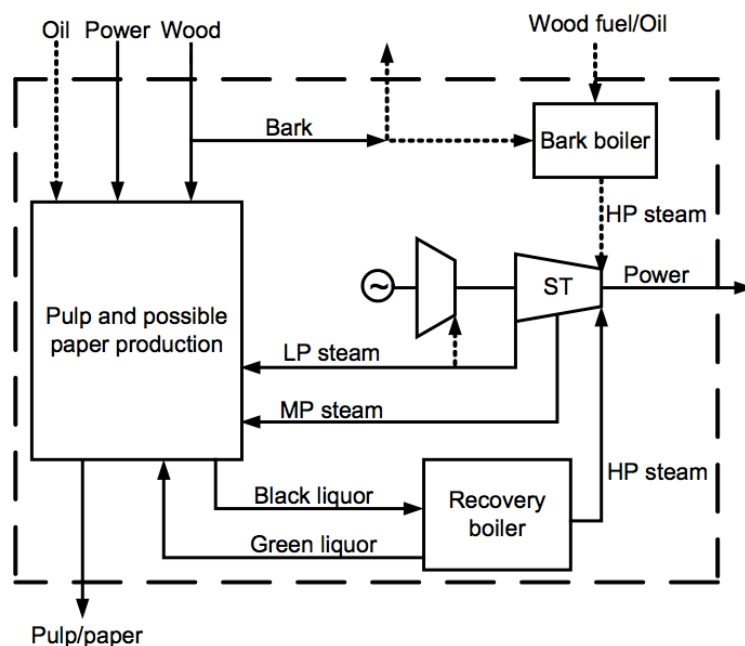 Oil Power Wood
Wood fuel/Oil
Bark
Bark boiler
HP steam
ST
Power
~
Pulp and possible
paper production
LP steam
MP steam
HP steam
Black liquor
Recovery
boiler
Green liquor
Pulp/paper